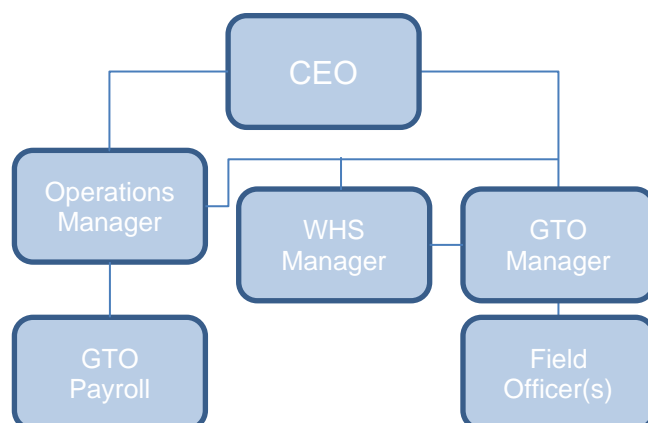 CEO
Operations
Manager
WHS
Manager
GTO
Manager
GTO
Payroll
Field
Officer(s)